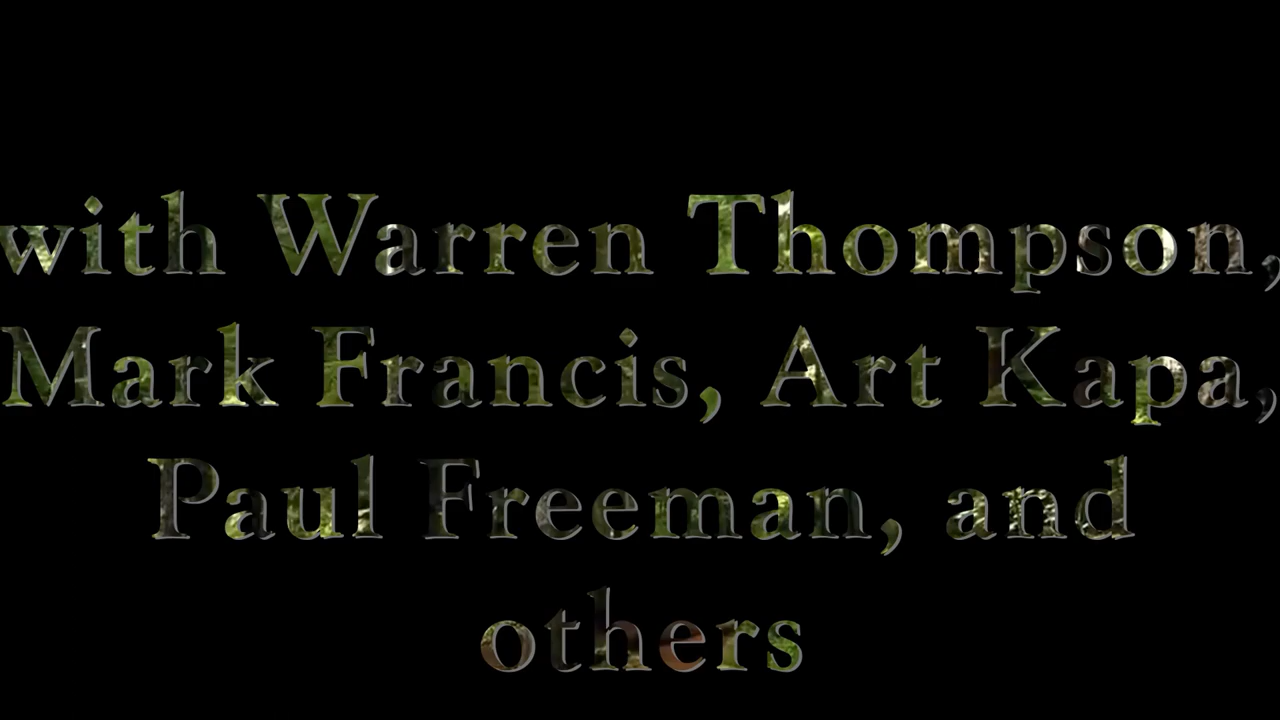 with Warren Thompson,
Mark Francis, Art Kapa,
Paul Freeman, and
others